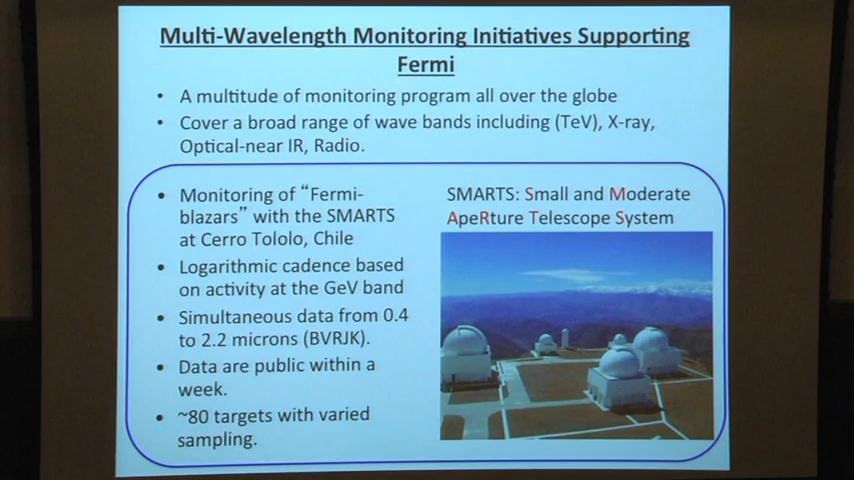 Multi-Wavelength Monitoring Initiatives Supporting
Fermi
• A multitude of monitoring program all over the globe
• Cover a broad range of wave bands including (TeV), X-ray,
Optical-near IR, Radio.
• Monitoring of “Fermi-
blazars” with the SMARTS
at Cerro Tololo, Chile
• Logarithmic cadence based
on activity at the GeV band
• Simultaneous data from 0.4
to 2.2 microns (BVRJK).
• Data are public within a
week.
• ~80 targets with varied
sampling.
SMARTS: Small and Moderate
ApeRture Telescope System